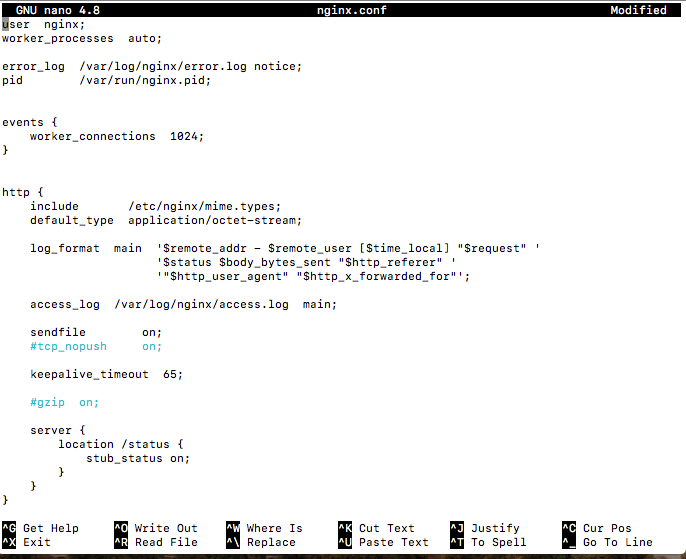 GNU nano 4.8 nginx.conf Modified
user  nginx;
worker_processes  auto;

error_log  /var/log/nginx/error.log notice;
pid        /var/run/nginx.pid;


events {
    worker_connections  1024;
}


http {
    include       /etc/nginx/mime.types;
    default_type  application/octet-stream;

    log_format  main  '$remote_addr - $remote_user [$time_local] "$request" '
                      '$status $body_bytes_sent "$http_referer" '
                      '"$http_user_agent" "$http_x_forwarded_for"';

    access_log  /var/log/nginx/access.log  main;

    sendfile        on;
    #tcp_nopush     on;

    keepalive_timeout  65;

    #gzip  on;

    server {
        location /status {
            stub_status on;
        }
    }
}

^G Get Help ^O Write Out ^W Where Is ^K Cut Text ^J Justify ^C Cur Pos
^X Exit ^R Read File ^\ Replace ^U Paste Text ^T To Spell ^_ Go To Line